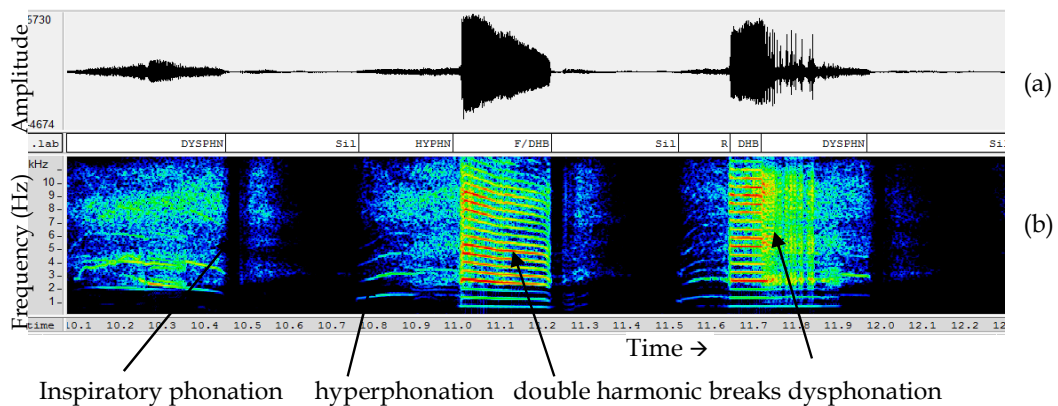 5730
Amplitude
-4674
(a)
.lab DYSPHN Sil HYPHN F/DHB Sil R DHB DYSPHN Si
kHz
10
9
8
7
6
5
4
3
2
1
Frequency (Hz)
(b)
time 10.1 10.2 10.3 10.4 10.5 10.6 10.7 10.8 10.9 11.0 11.1 11.2 11.3 11.4 11.5 11.6 11.7 11.8 11.9 12.0 12.1 12.2
Time →
Inspiratory phonation hyperphonation double harmonic breaks dysphonation